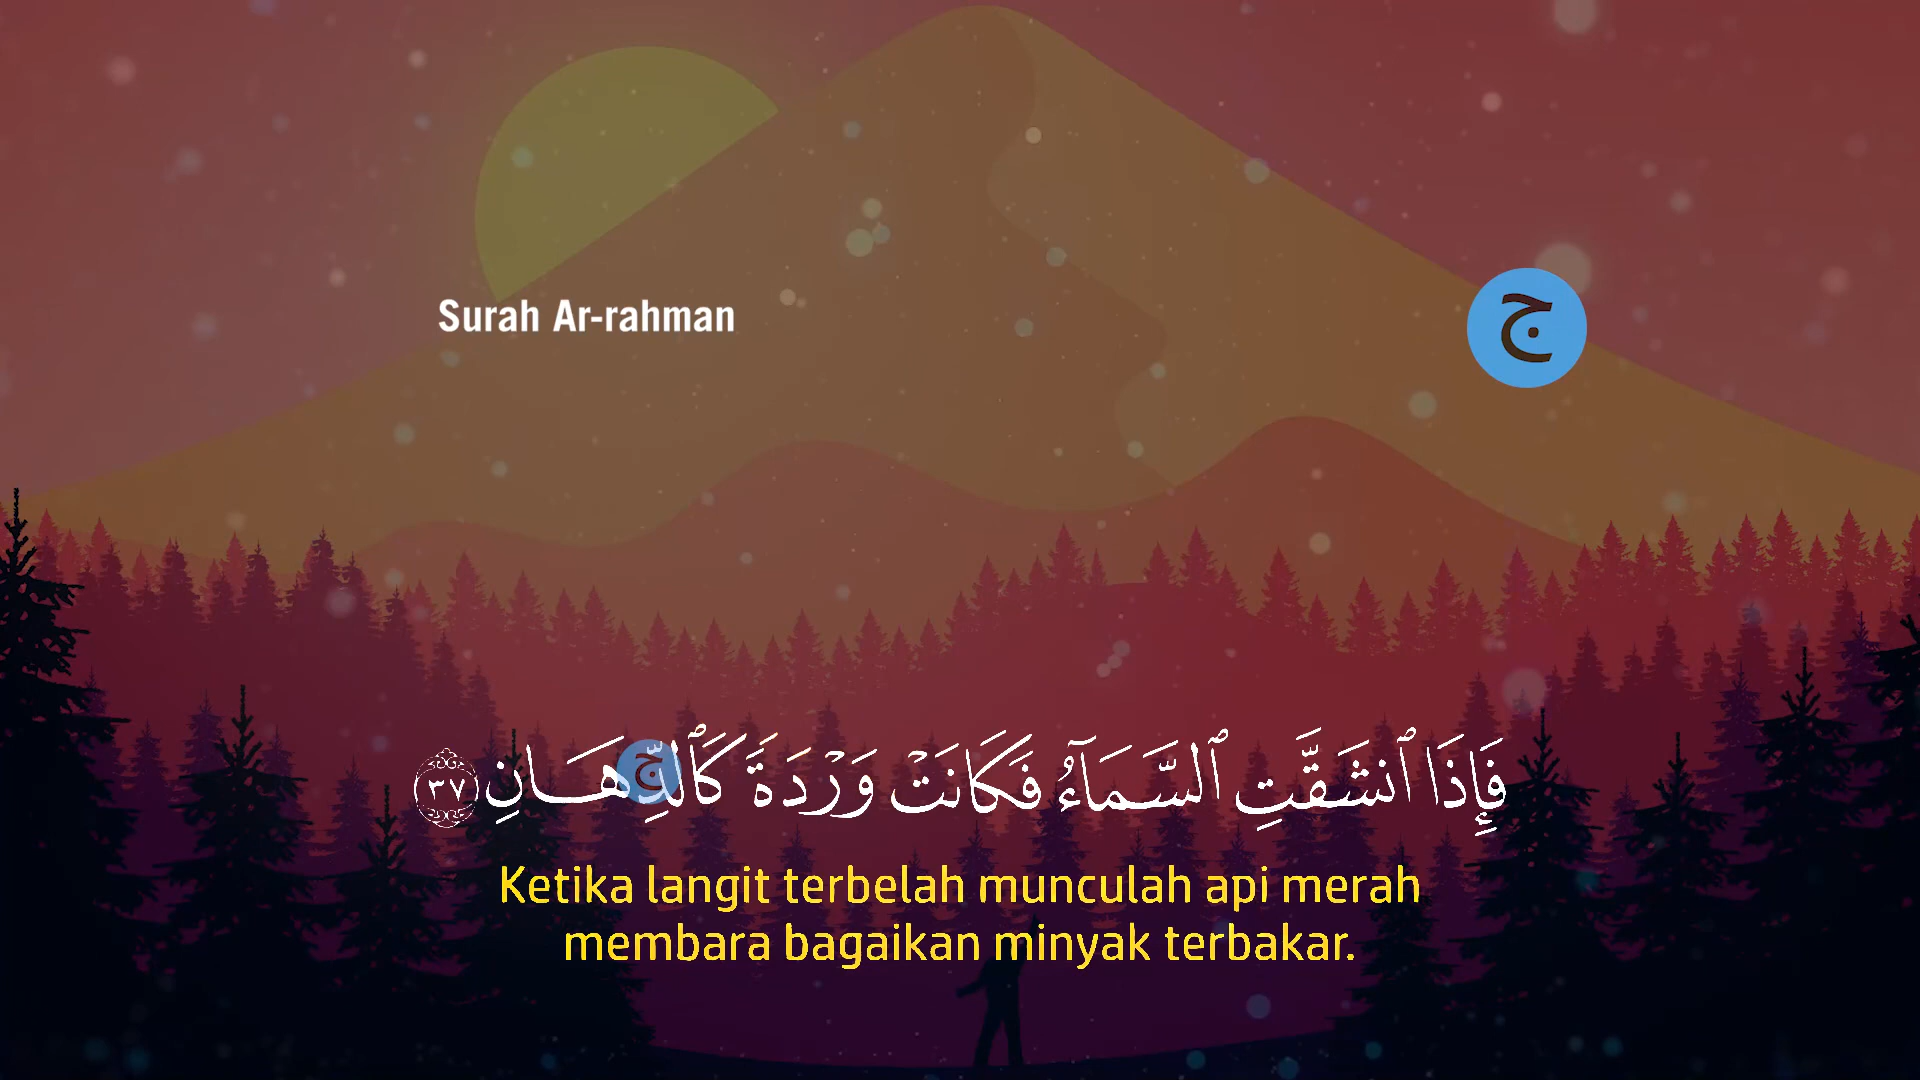 Surah Ar-rahman
ج
فَإِذَا ٱنشَقَّتِ ٱلسَّمَآءُ فَكَانَتْ وَرْدَةً كَٱلدِّهَانِ ٣٧
ج
Ketika langit terbelah munculah api merah
membara bagaikan minyak terbakar.